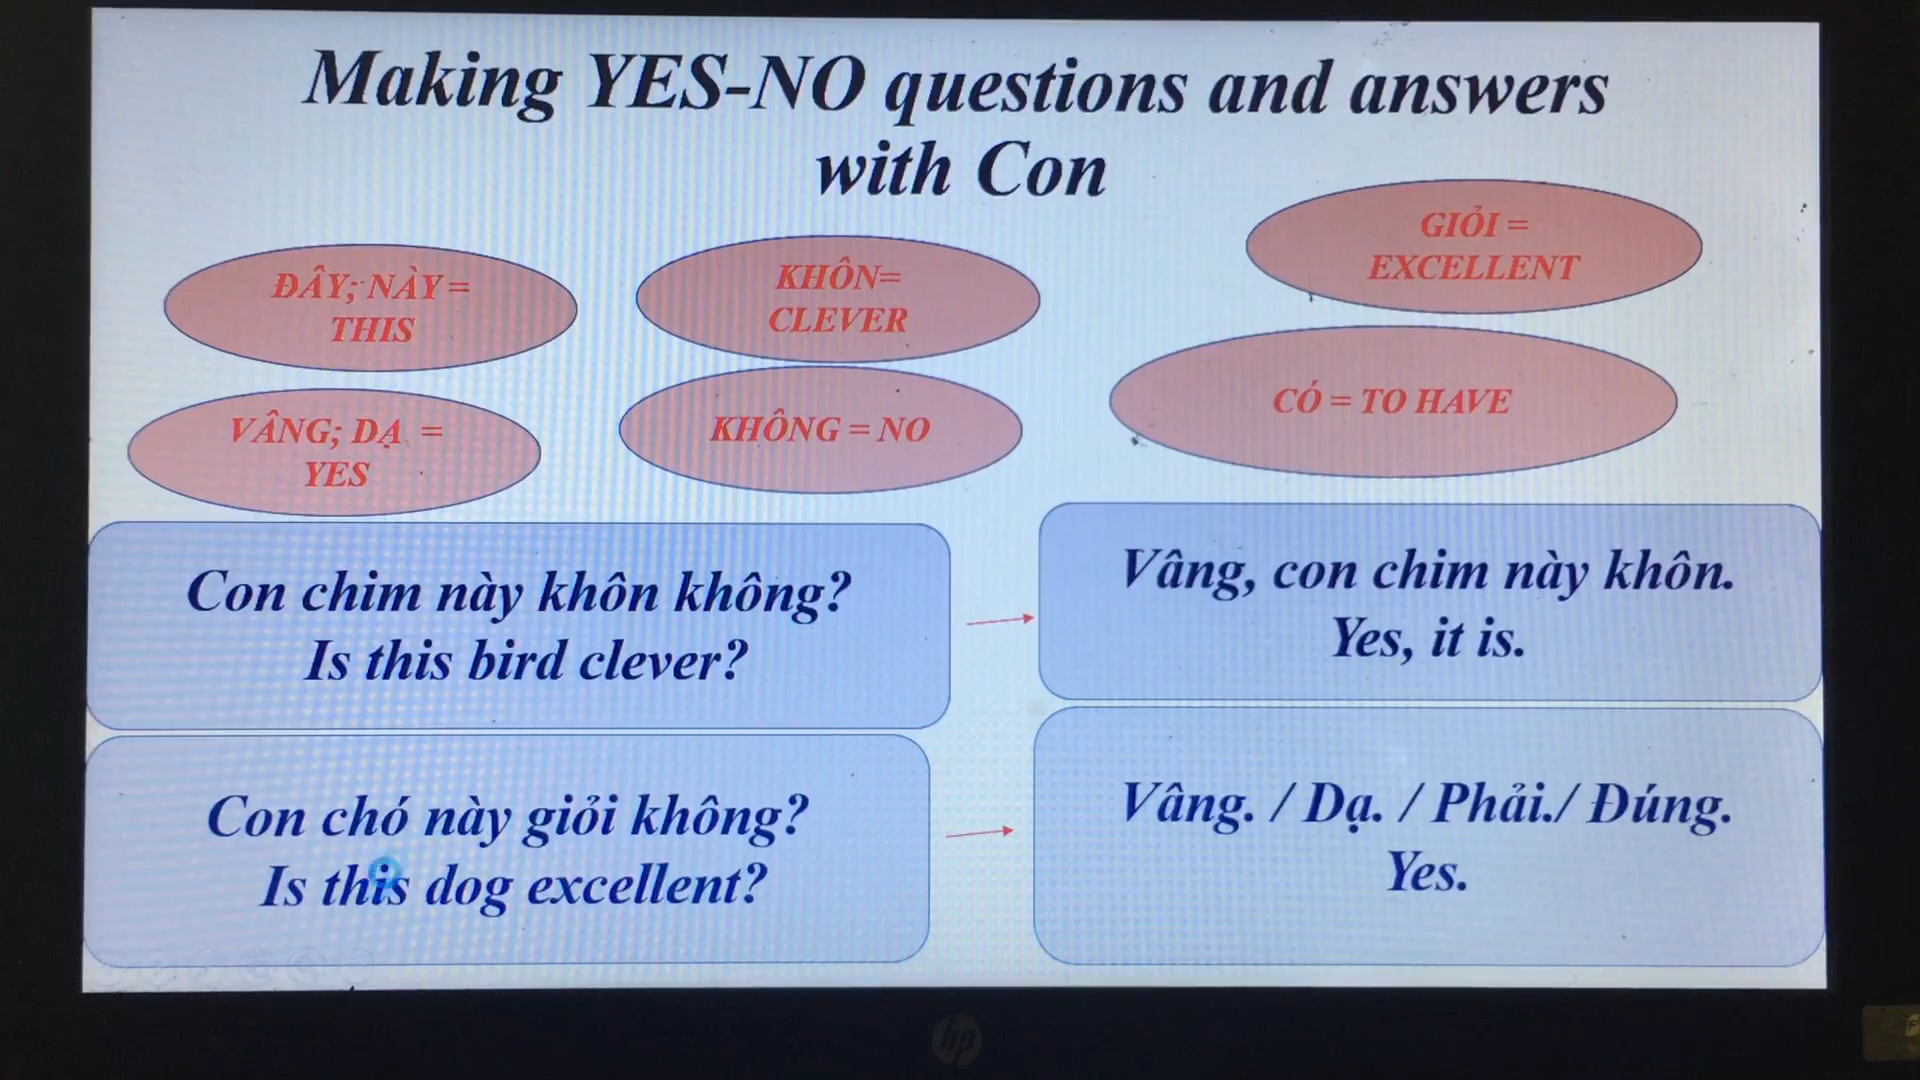 Making YES-NO questions and answers
with Con
ĐÂY; NÀY =
THIS
KHÔN=
CLEVER
GIỎI =
EXCELLENT
VÂNG; DẠ =
YES
KHÔNG = NO
CÓ = TO HAVE
Con chim này khôn không?
Is this bird clever?
Vâng, con chim này khôn.
Yes, it is.
Con chó này giỏi không?
Is this dog excellent?
Vâng. / Dạ. / Phải./ Đúng.
Yes.
hp